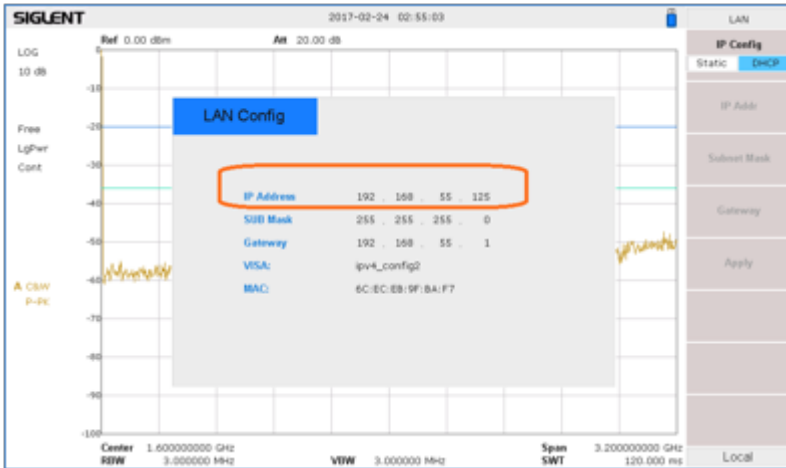 SIGLENT 2017-02-24 02:55:03 LAN
Ref 0.00 dBm Att 20.00 dB
IP Config
Static DHCP
LOG
10 dB
IP Addr
Subnet Mask
Gateway
Apply
Local
Free
LgPwr
Cont
A C&W
P-PK
0
-10
-20
-30
-40
-50
-60
-70
-80
-90
-100
LAN Config
IP Address 192 . 168 . 55 . 125
SUB Mask 255 . 255 . 255 . 0
Gateway 192 . 168 . 55 . 1
VISA: ipv4_config2
MAC: 6C:EC:EB:9F:BA:F7
Center 1.600000000 GHz Span 3.200000000 GHz
RBW 3.000000 MHz VBW 3.000000 MHz SWT 120.000 ms